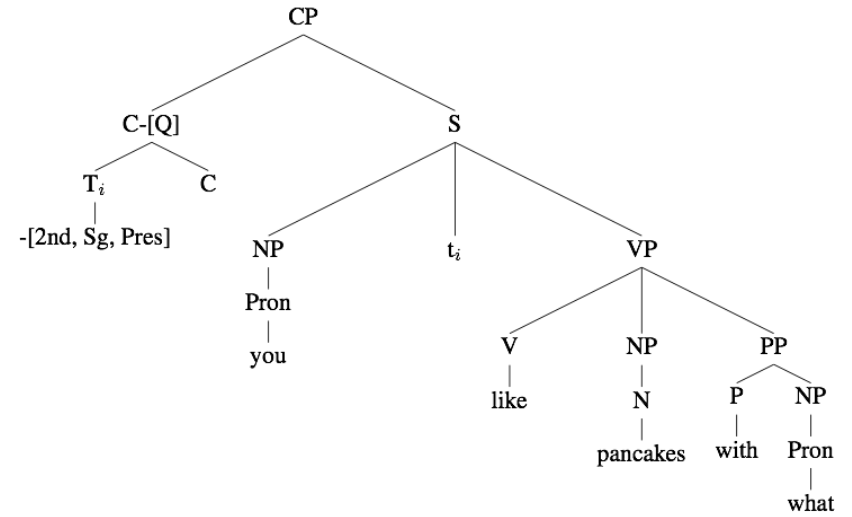 CP
C-[Q] S
Tᵢ C
-[2nd, Sg, Pres] NP tᵢ VP
Pron
you V NP PP
like N P NP
pancakes with Pron
what